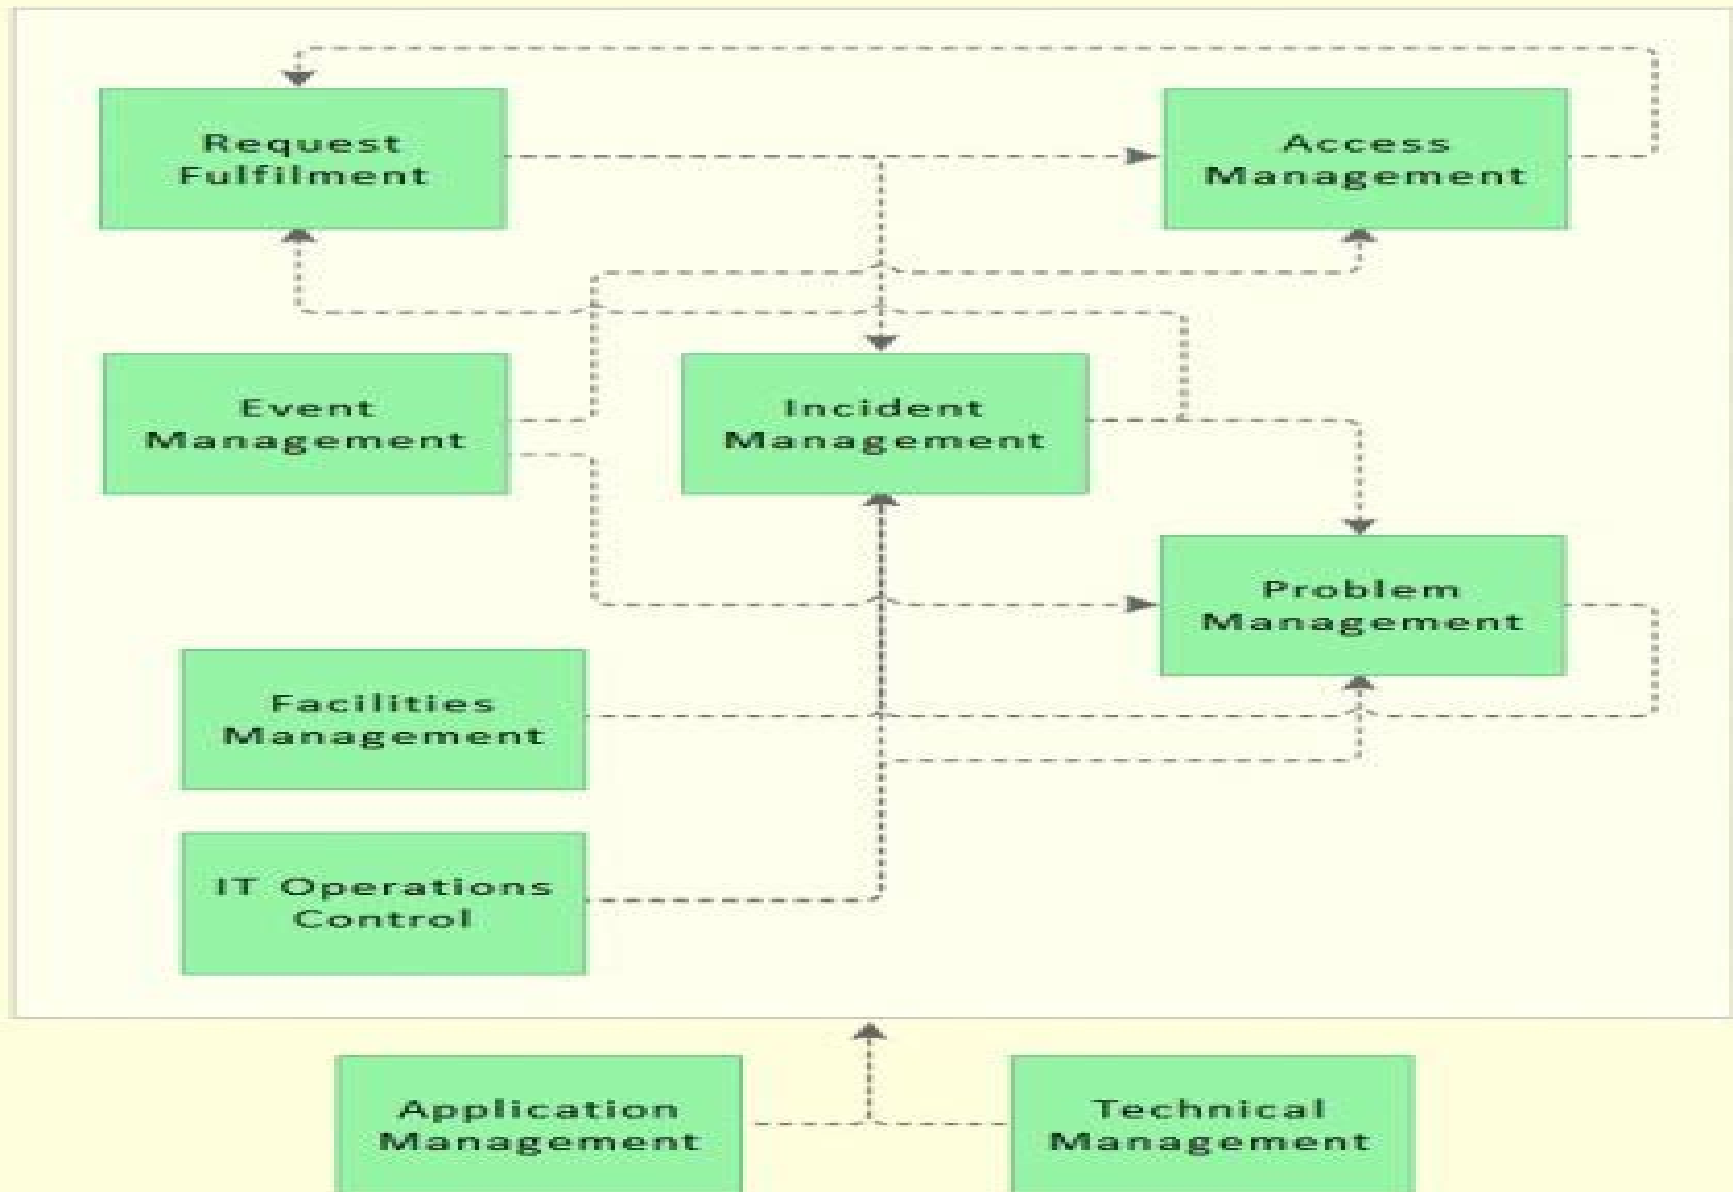 Request
Fulfilment
Access
Management
Event
Management
Incident
Management
Problem
Management
Facilities
Management
IT Operations
Control
Application
Management
Technical
Management